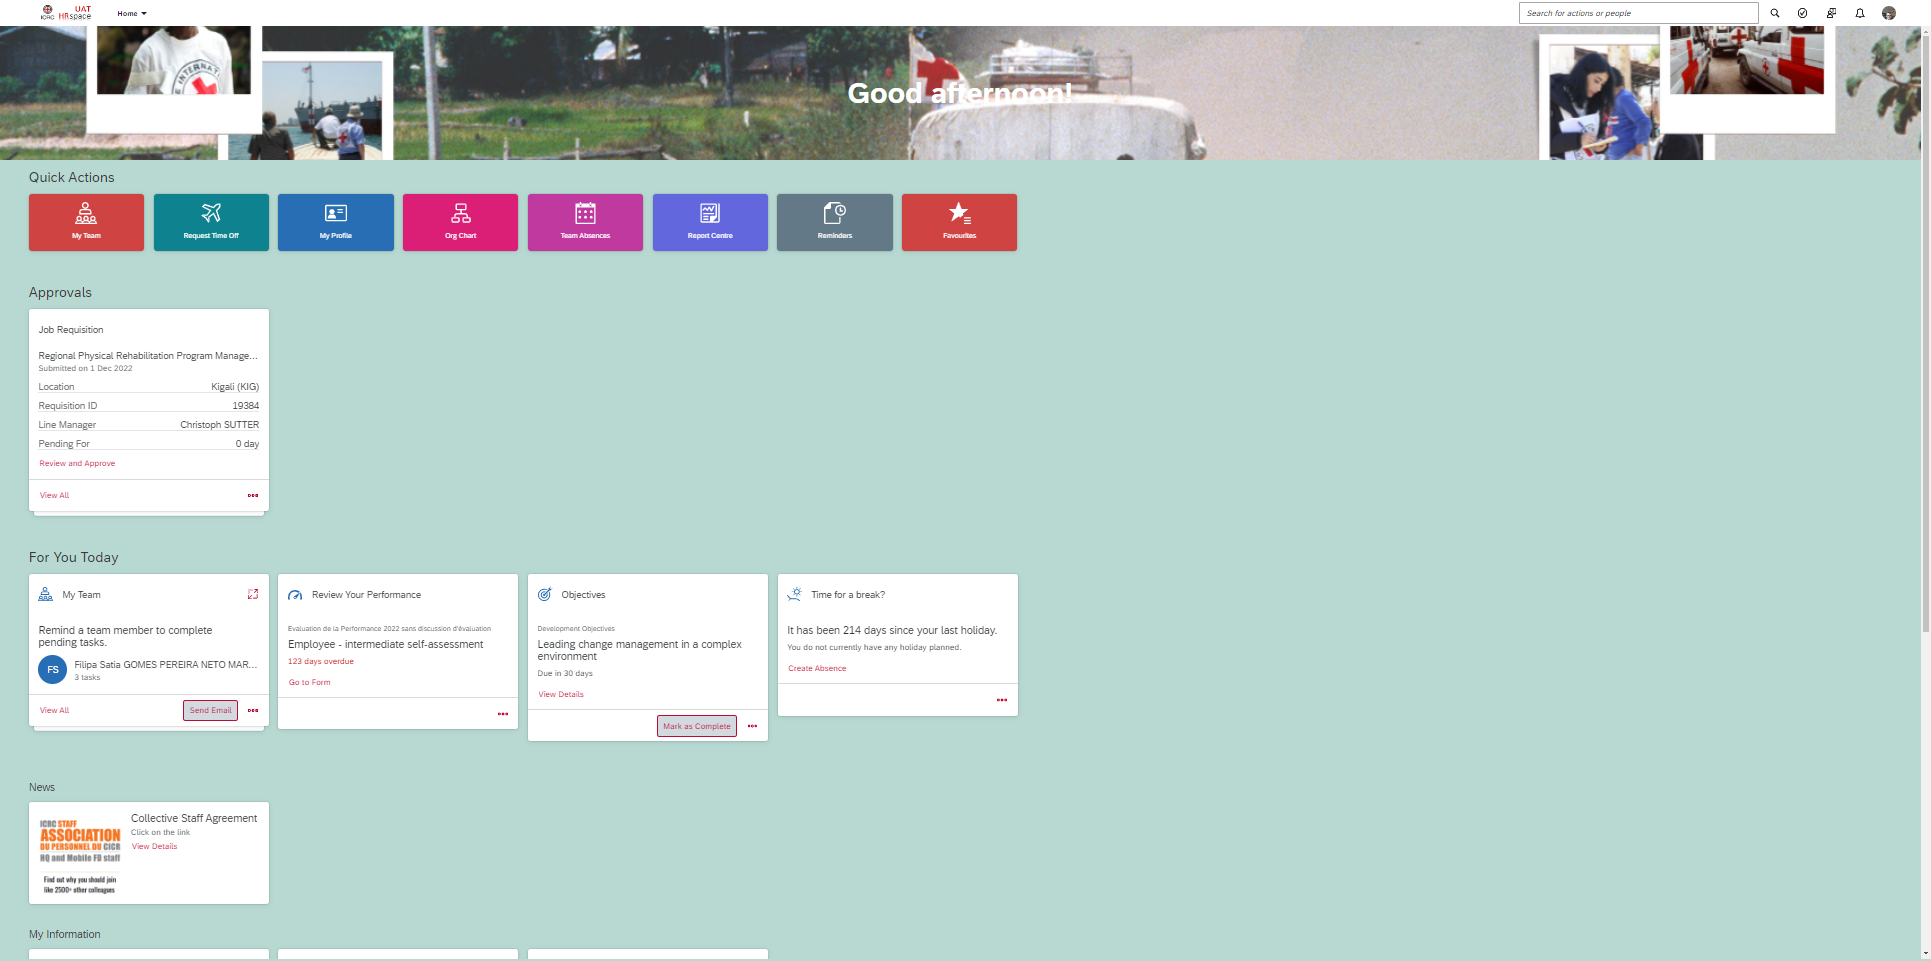 ICRC UAT
HRspace
Home
Search for actions or people
INTERNAT
Good afternoon!
Quick Actions
My Team
Request Time Off
My Profile
Org Chart
Team Absences
Report Centre
Reminders
Favourites
Approvals
Job Requisition
Regional Physical Rehabilitation Program Manage...
Submitted on 1 Dec 2022
Location Kigali (KIG)
Requisition ID 19384
Line Manager Christoph SUTTER
Pending For 0 day
Review and Approve
View All
For You Today
My Team
Remind a team member to complete
pending tasks.
FS
Filipa Satia GOMES PEREIRA NETO MAR...
3 tasks
View All
Send Email
Review Your Performance
Evaluation de la Performance 2022 sans discussion d'évaluation
Employee - intermediate self-assessment
123 days overdue
Go to Form
Objectives
Development Objectives
Leading change management in a complex
environment
Due in 30 days
View Details
Mark as Complete
Time for a break?
It has been 214 days since your last holiday.
You do not currently have any holiday planned.
Create Absence
News
ICRC STAFF
ASSOCIATION
DU PERSONNEL DU CICR
HQ and Mobile FD staff
Find out why you should join
like 2500+ other colleagues
Collective Staff Agreement
Click on the link
View Details
My Information